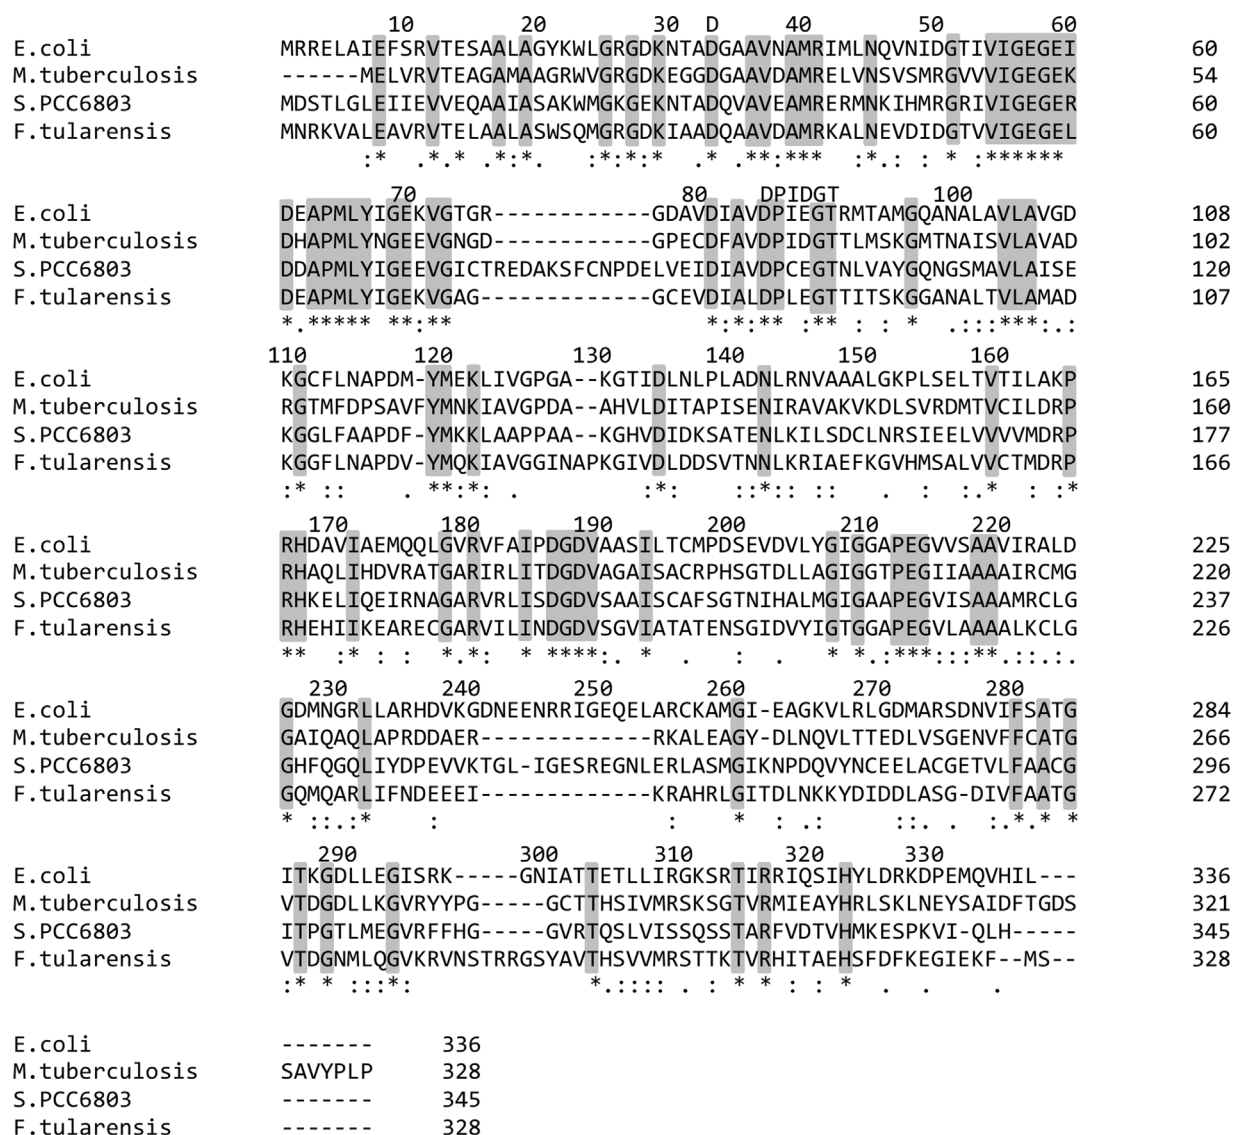 10 20 30 D 40 50 60
E.coli MRRELAIEFSRVTESAALAGYKWLGRGDKNTADGAAVNAMRIMLNQVNIDGTIVIGEGEI 60
M.tuberculosis ------MELVRVTEAGAMAAGRWVGRGDKEGGDGAAVDAMRELVNSVSMRGVVVIGEGEK 54
S.PCC6803 MDSTLGLEIIEVVEQAAIASAKWMGKGEKNTADQVAVEAMRERMNKIHMRGRIVIGEGER 60
F.tularensis MNRKVALEAVRVTELAALASWSQMGRGDKIAADQAAVDAMRKALNEVDIDGTVVIGEGEL 60
:* .*.* .*:*. *:*:* * .* **:*** :*.: : * :******
70 80 DPIDGT 100
E.coli DEAPMLYIGEKVGTGR------------GDAVDIAVDPIEGTRMTAMGQANALAVLAVGD 108
M.tuberculosis DHAPMLYNGEEVGNGD------------GPECDFAVDPIDGTTLMSKGMTNAISVLAVAD 102
S.PCC6803 DDAPMLYIGEEVGICTREDAKSFCNPDELVEIDIAVDPCEGTNLVAYGQNGSMAVLAISE 120
F.tularensis DEAPMLYIGEKVGAG------------GCEVDIALDPLEGTTITSKGGANALTVLAMAD 107
*.***** **:** *:*:** :** : : * .:::***:.:
110 120 130 140 150 160
E.coli KGCFLNAPDM-YMEKLIVGPGA--KGTIDLNLPLADNLRNVAAALGKPLSELTVTILAKP 165
M.tuberculosis RGTMFDPSAVFYMNKIAVGPDA--AHVLDITAPISENIRAVAKVKDLSVRDMTVCILDRP 160
S.PCC6803 KGGLFAAPDF-YMKKLAAPPAA--KGHVDIDKSATENLKILSDCLNRSIEELVVVVMDRP 177
F.tularensis KGGFLNAPDV-YMQKIAVGGINAPKGIVDLDDSVTNNLKRIAEFKGVHMSALVVCTMDRP 166
:* :: . **:*: . :*: ::*:: :: . : :.* : :*
170 180 190 200 210 220
E.coli RHDAVIAEMQQLGVRVFAIPDGDVAASILTCMPDSEVDVLYGIGGAPEGVVSAAVIRALD 225
M.tuberculosis RHAQLIHDVRATGARIRLITDGDVAGAISACRPHSGTDLLAGIGGTPEGIIAAAAIRCMG 220
S.PCC6803 RHKELIQEIRNAGARVRLISDGDVSAAISCAFSGTNIHALMGIGAAPEGVISAAAMRCLG 237
F.tularensis RHEHIIKEARECGARVILINDGDVSGVIATATENSGIDVYIGTGGAPEGVLAAAALKCLG 226
** :* : : *.*: * ****:. * . : . * *.:***:::**.::.:.
230 240 250 260 270 280
E.coli GDMNGRLLARHDVKGDNEENRRIGEQELARCKAMGI-EAGKVLRLGDMARSDNVIFSATG 284
M.tuberculosis GAIQAQLAPRDDAER-------------RKALEAGY-DLNQVLTTEDLVSGENVFFCATG 266
S.PCC6803 GHFQGQLIYDPEVVKTGL-IGESREGNLERLASMGIKNPDQVYNCEELACGETVLFAACG 296
F.tularensis GQMQARLIFNDEEEI-------------KRAHRLGITDLNKKYDIDDLASG-DIVFAATG 272
* ::.:* : : * : .: ::. . :.*.* *
290 300 310 320 330
E.coli ITKGDLLEGISRK-----GNIATTETLLIRGKSRTIRRIQSIHYLDRKDPEMQVHIL--- 336
M.tuberculosis VTDGDLLKGVRYYPG-----GCTTHSIVMRSKSGTVRMIEAYHRLSKLNEYSAIDFTGDS 321
S.PCC6803 ITPGTLMEGVRFFHG-----GVRTQSLVISSQSSTARFVDTVHMKESPKVI-QLH----- 345
F.tularensis VTDGNMLQGVKRVNSTRRGSYAVTHSVVMRSTTKTVRHITAEHSFDFKEGIEKF--MS-- 328
:* * :::*: *.:::: . : * * : : * . . .
E.coli ------- 336
M.tuberculosis SAVYPLP 328
S.PCC6803 ------- 345
F.tularensis ------- 328